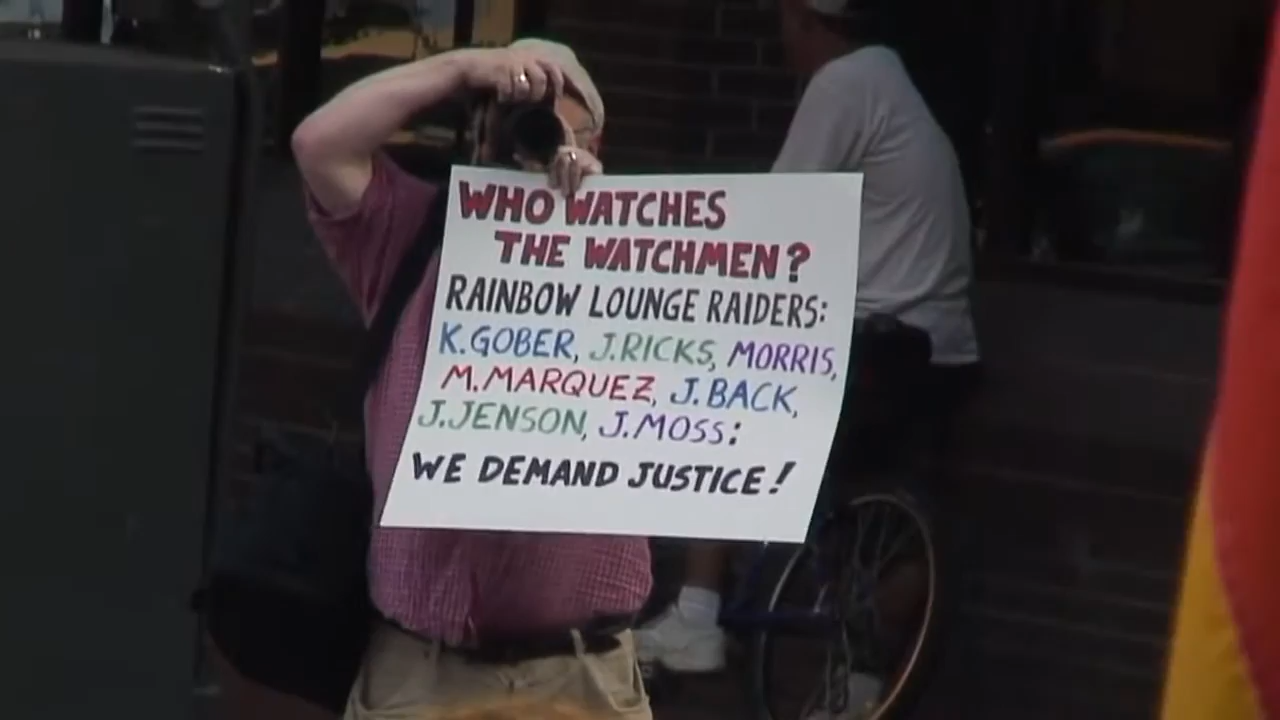 WHO WATCHES
THE WATCHMEN?
RAINBOW LOUNGE RAIDERS:
K.GOBER, J.RICKS, MORRIS,
M.MARQUEZ, J.BACK,
J.JENSON, J.MOSS:
WE DEMAND JUSTICE!